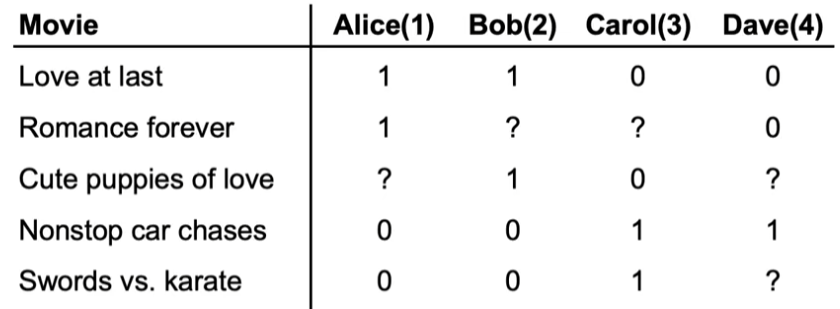 Movie Alice(1) Bob(2) Carol(3) Dave(4)
Love at last 1 1 0 0
Romance forever 1 ? ? 0
Cute puppies of love ? 1 0 ?
Nonstop car chases 0 0 1 1
Swords vs. karate 0 0 1 ?